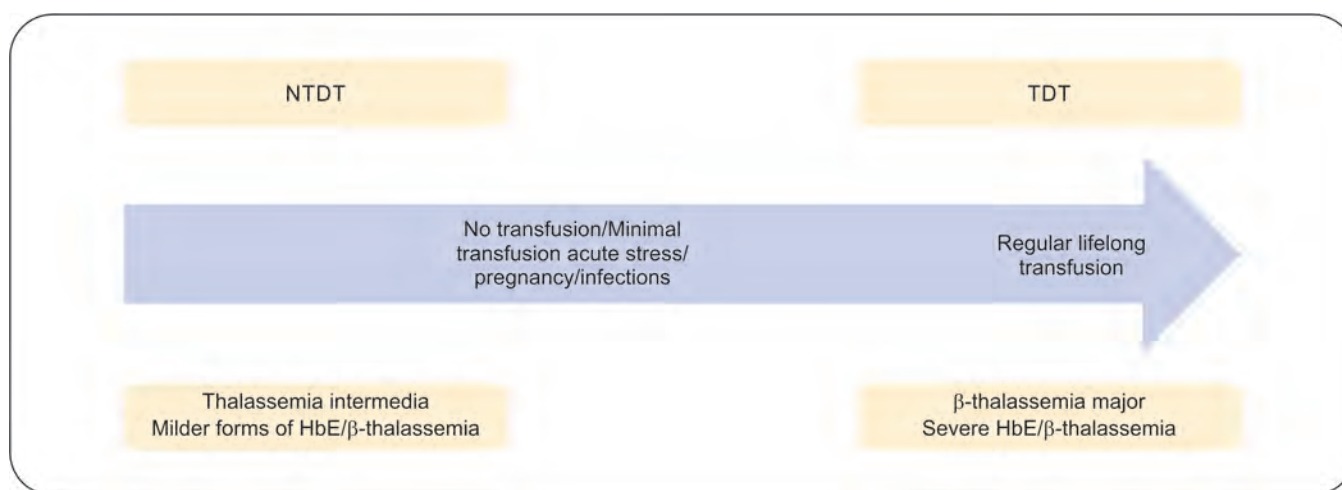 NTDT
TDT
No transfusion/Minimal
transfusion acute stress/
pregnancy/infections
Regular lifelong
transfusion
Thalassemia intermedia
Milder forms of HbE/β-thalassemia
β-thalassemia major
Severe HbE/β-thalassemia